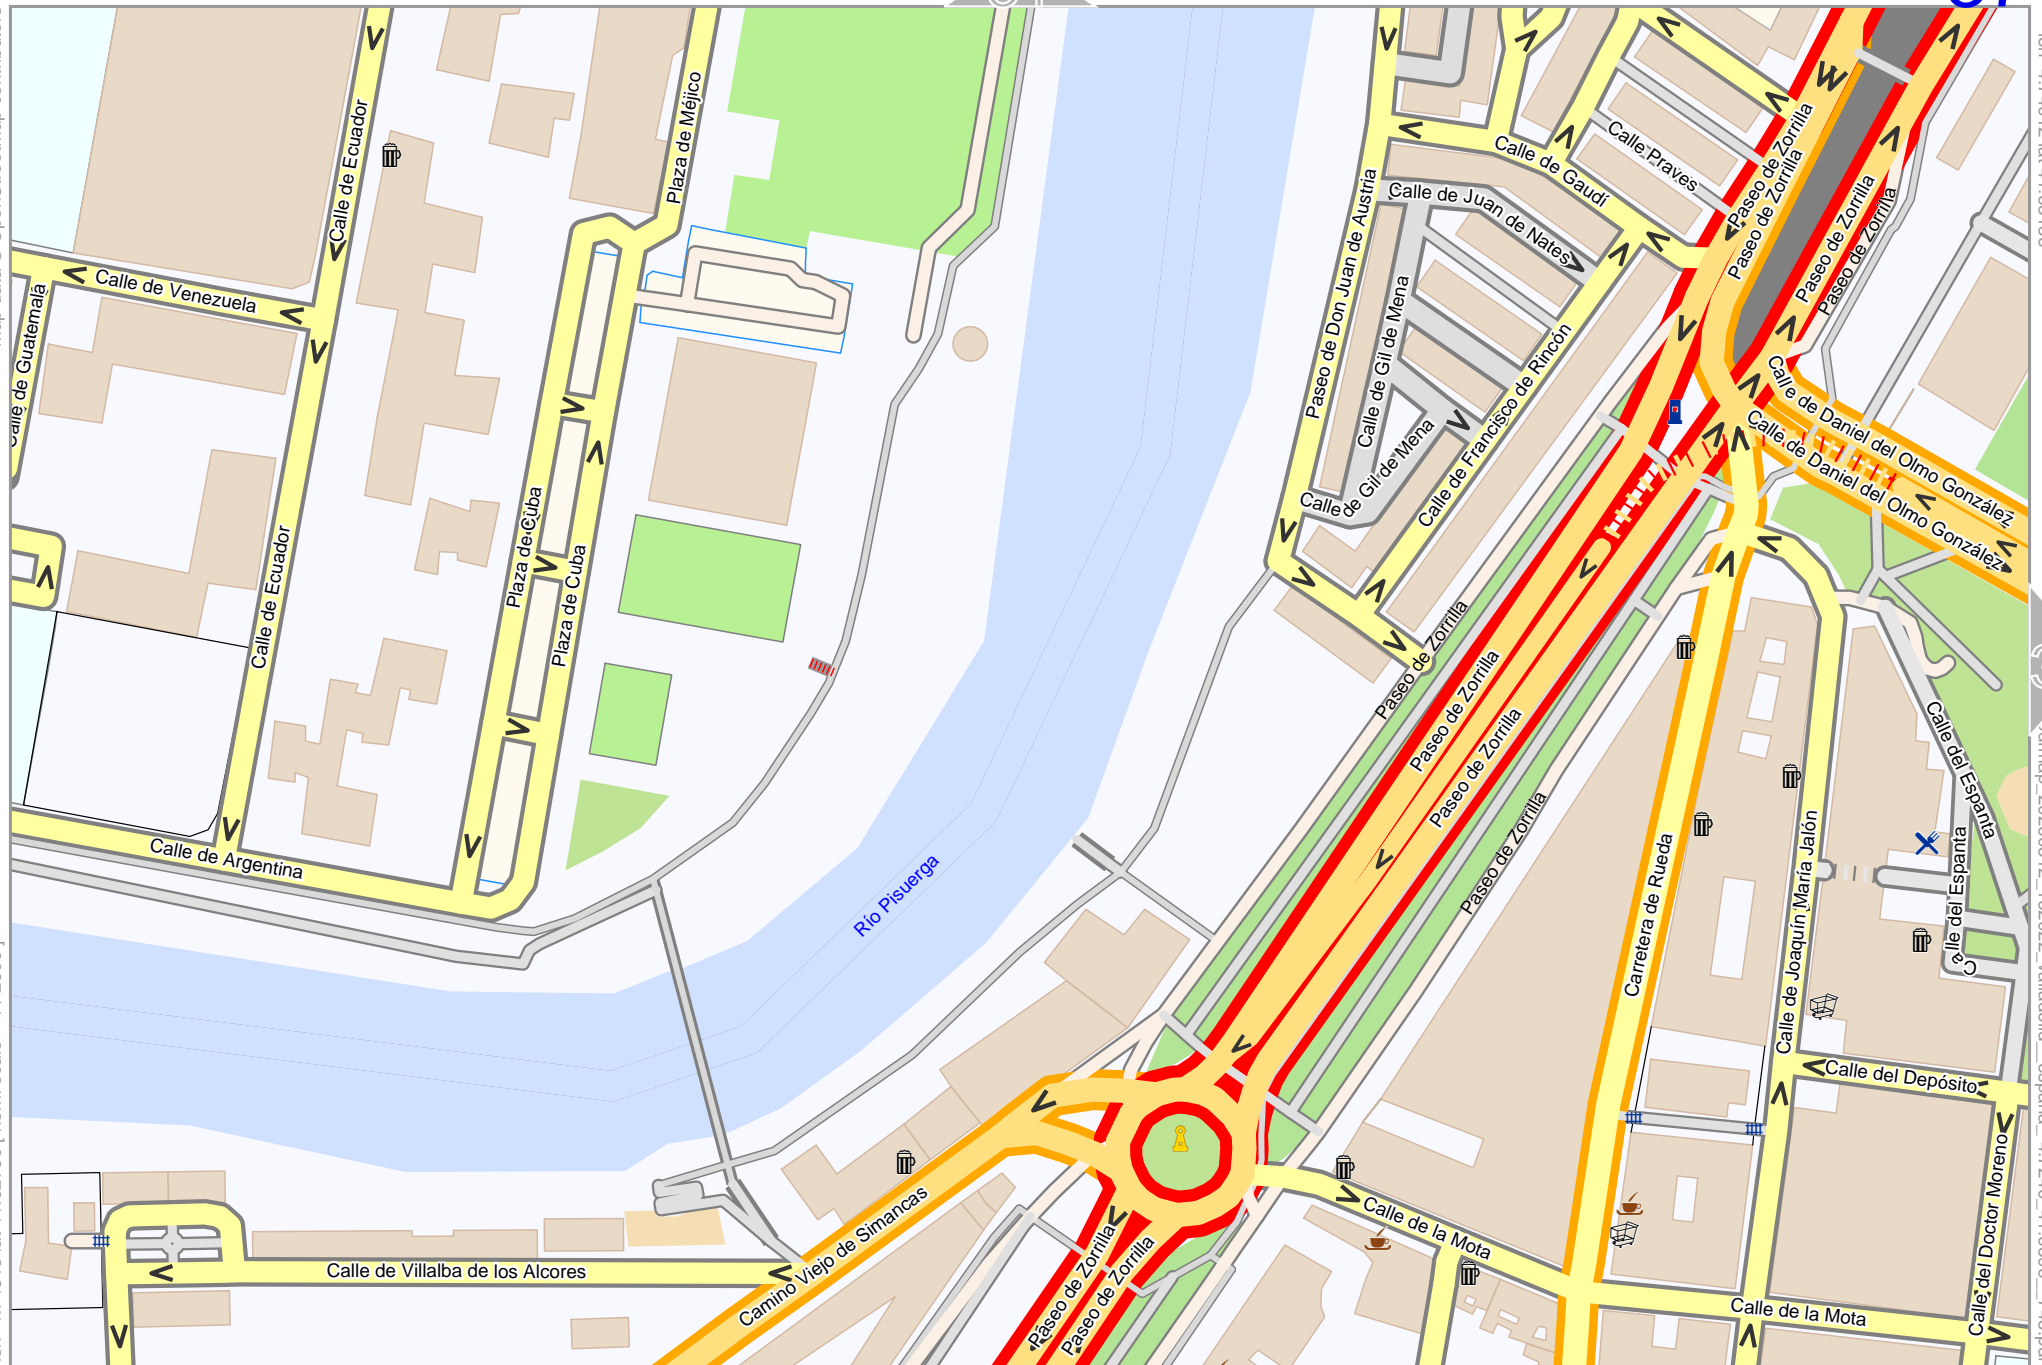 Plaza de Méjico
Calle de Ecuador
Calle de Venezuela
Calle de Guatemala
Calle Praves
Calle de Gaudí
Calle de Juan de Nates
Paseo de Zorrilla
Paseo de Zorrilla
Paseo de Zorrilla
Paseo de Zorrilla
Paseo de Zorrilla
Paseo de Don Juan de Austria
Calle de Gil de Mena
Calle de Gil de Mena
Calle de Francisco de Rincón
Calle de Daniel del Olmo González
Calle de Daniel del Olmo González
Plaza de Cuba
Plaza de Cuba
Calle de Ecuador
Paseo de Zorrilla
Paseo de Zorrilla
Paseo de Zorrilla
Paseo de Zorrilla
Calle del Espanta
Calle del Espanta
Carretera de Rueda
Calle de Joaquín María Jalón
Calle de Argentina
Río Pisuerga
Calle del Depósito
Calle del Doctor Moreno
Calle de la Mota
Calle de la Mota
Camino Viejo de Simancas
Calle de Villalba de los Alcores
Paseo de Zorrilla
Paseo de Zorrilla